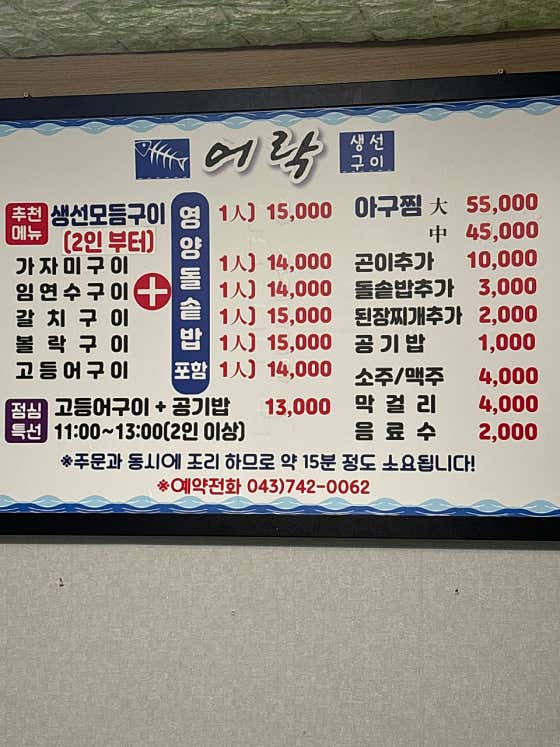 어락 생선
구이
추천
메뉴
생선모듬구이
(2인 부터)
영양돌솥밥
포함
1人) 15,000
가자미구이 1人) 14,000
임연수구이 1人) 14,000
갈치구이 1人) 15,000
볼락구이 1人) 15,000
고등어구이 1人) 14,000
점심
특선
고등어구이 + 공기밥 13,000
11:00~13:00(2인 이상)
아구찜 大 55,000
中 45,000
곤이추가 10,000
돌솥밥추가 3,000
된장찌개추가 2,000
공기밥 1,000
소주/맥주 4,000
막걸리 4,000
음료수 2,000
※주문과 동시에 조리 하므로 약 15분 정도 소요됩니다!
※예약전화 043)742-0062